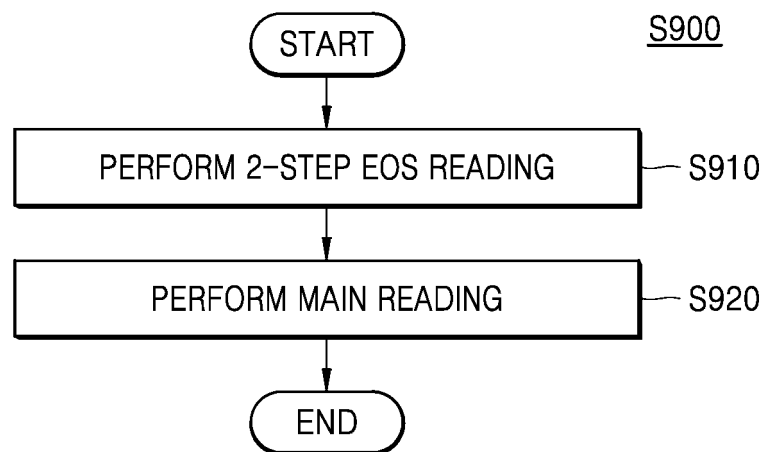 START
S900
PERFORM 2-STEP EOS READING
S910
PERFORM MAIN READING
S920
END